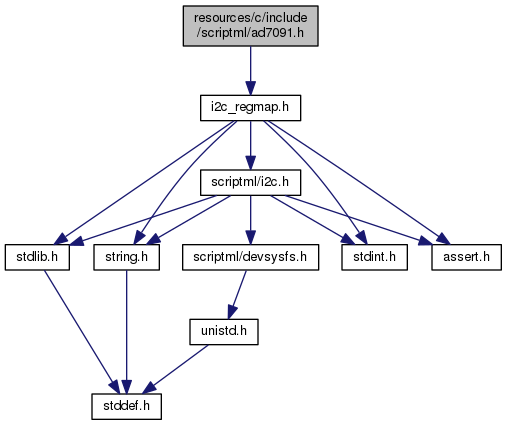 resources/c/include
/scriptml/ad7091.h
i2c_regmap.h
scriptml/i2c.h
stdlib.h
string.h
scriptml/devsysfs.h
stdint.h
assert.h
unistd.h
stddef.h